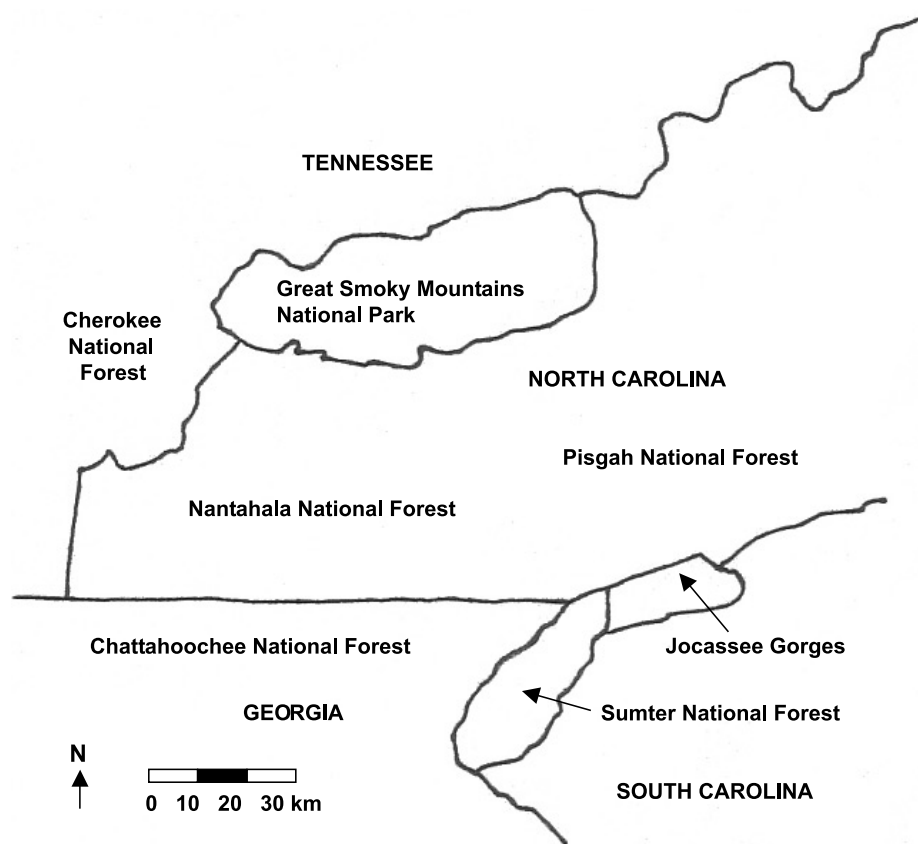 TENNESSEE
Great Smoky Mountains
National Park
Cherokee
National
Forest
NORTH CAROLINA
Pisgah National Forest
Nantahala National Forest
Chattahoochee National Forest
Jocassee Gorges
GEORGIA
Sumter National Forest
N
0 10 20 30 km
SOUTH CAROLINA